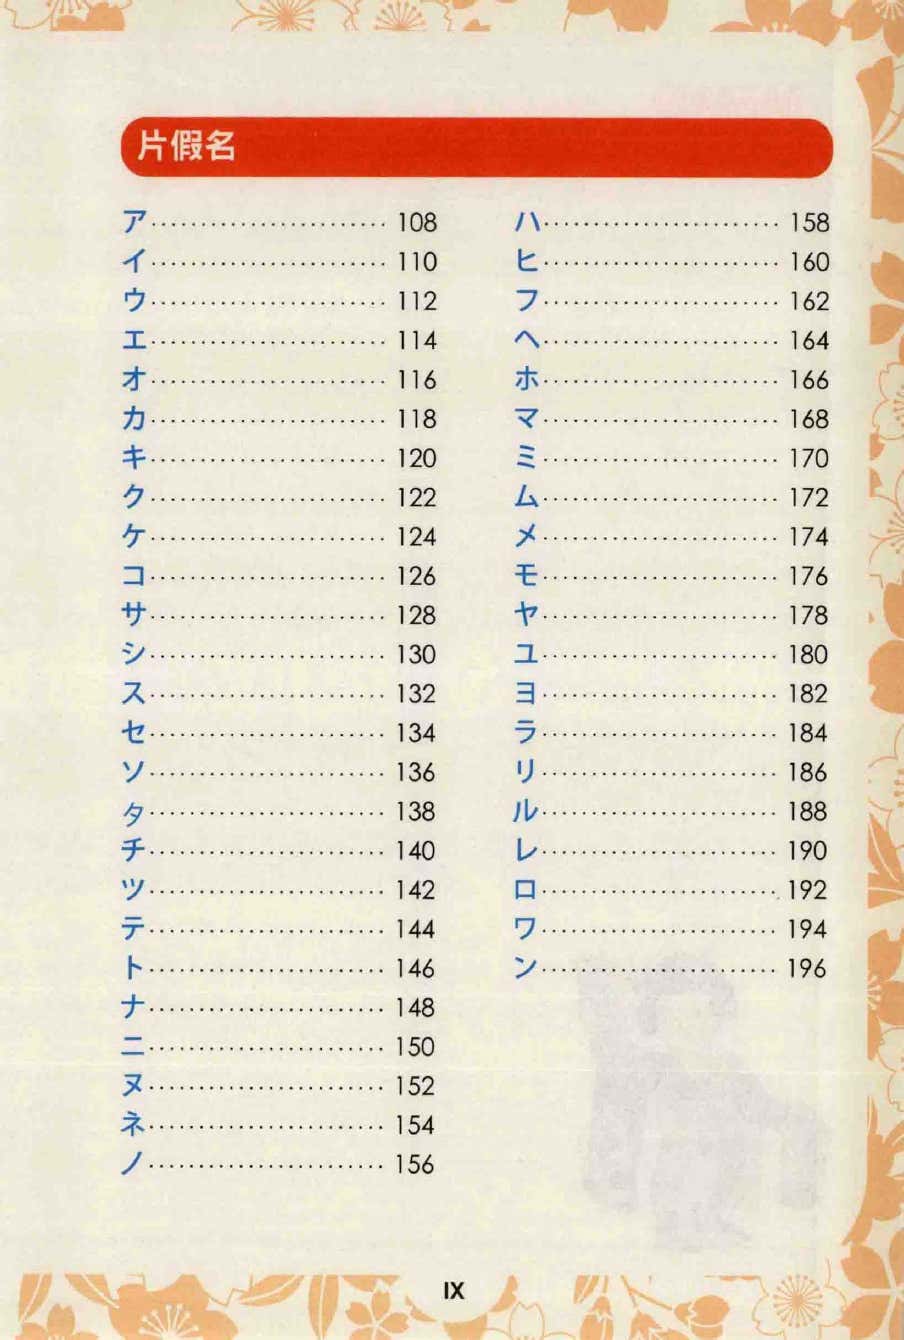 片假名
ア 108
イ 110
ウ 112
エ 114
オ 116
カ 118
キ 120
ク 122
ケ 124
コ 126
サ 128
シ 130
ス 132
セ 134
ソ 136
タ 138
チ 140
ツ 142
テ 144
ト 146
ナ 148
ニ 150
ヌ 152
ネ 154
ノ 156
ハ 158
ヒ 160
フ 162
ヘ 164
ホ 166
マ 168
ミ 170
ム 172
メ 174
モ 176
ヤ 178
ユ 180
ヨ 182
ラ 184
リ 186
ル 188
レ 190
ロ 192
ワ 194
ン 196
IX